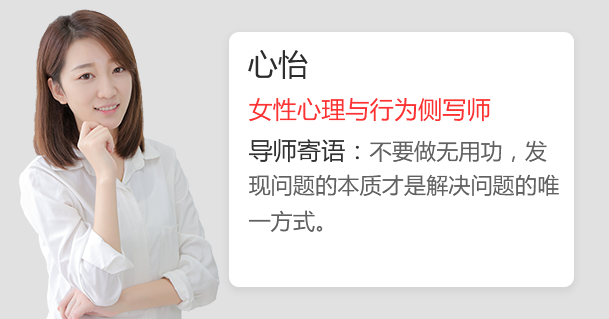 心怡
女性心理与行为侧写师
导师寄语：不要做无用功，发
现问题的本质才是解决问题的唯
一方式。